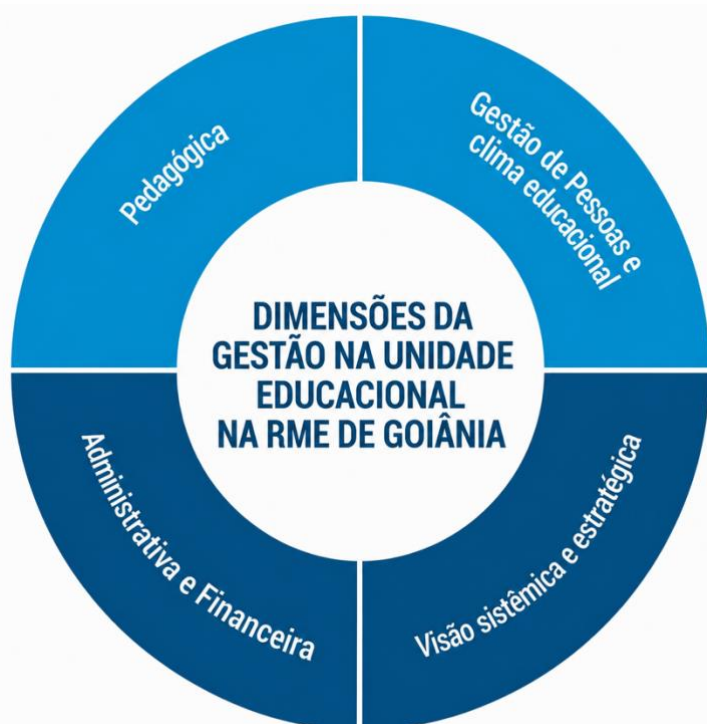 Pedagógica
Gestão de Pessoas e
clima educacional
DIMENSÕES DA
GESTÃO NA UNIDADE
EDUCACIONAL
NA RME DE GOIÂNIA
Administrativa e Financeira
Visão sistêmica e estratégica